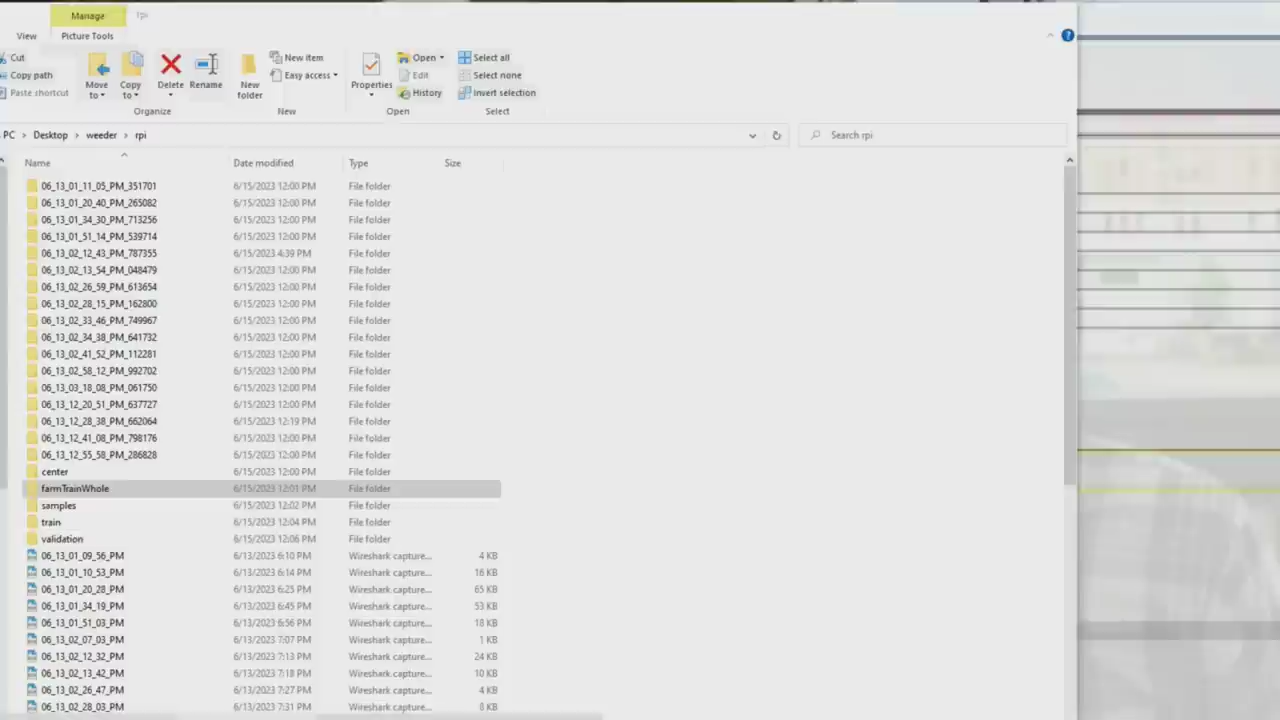 Manage rpi
View Picture Tools
Cut
Copy path
Paste shortcut
Move to
Copy to
Delete
Rename
Organize
New folder
New item
Easy access
New
Properties
Open
Edit
History
Open
Select all
Select none
Invert selection
Select
PC > Desktop > weeder > rpi
Search rpi
Name Date modified Type Size
06_13_01_11_05_PM_351701 6/15/2023 12:00 PM File folder
06_13_01_20_40_PM_265082 6/15/2023 12:00 PM File folder
06_13_01_34_30_PM_713256 6/15/2023 12:00 PM File folder
06_13_01_51_14_PM_539714 6/15/2023 12:00 PM File folder
06_13_02_12_43_PM_787355 6/15/2023 4:39 PM File folder
06_13_02_13_54_PM_048479 6/15/2023 12:00 PM File folder
06_13_02_26_59_PM_613654 6/15/2023 12:00 PM File folder
06_13_02_28_15_PM_162800 6/15/2023 12:00 PM File folder
06_13_02_33_46_PM_749967 6/15/2023 12:00 PM File folder
06_13_02_34_38_PM_641732 6/15/2023 12:00 PM File folder
06_13_02_41_52_PM_112281 6/15/2023 12:00 PM File folder
06_13_02_58_12_PM_992702 6/15/2023 12:00 PM File folder
06_13_03_18_08_PM_061750 6/15/2023 12:00 PM File folder
06_13_12_20_51_PM_637727 6/15/2023 12:00 PM File folder
06_13_12_28_38_PM_662064 6/15/2023 12:19 PM File folder
06_13_12_41_08_PM_798176 6/15/2023 12:00 PM File folder
06_13_12_55_58_PM_286828 6/15/2023 12:00 PM File folder
center 6/15/2023 12:00 PM File folder
farmTrainWhole 6/15/2023 12:01 PM File folder
samples 6/15/2023 12:02 PM File folder
train 6/15/2023 12:04 PM File folder
validation 6/15/2023 12:06 PM File folder
06_13_01_09_56_PM 6/13/2023 6:10 PM Wireshark capture... 4 KB
06_13_01_10_53_PM 6/13/2023 6:14 PM Wireshark capture... 16 KB
06_13_01_20_28_PM 6/13/2023 6:25 PM Wireshark capture... 65 KB
06_13_01_34_19_PM 6/13/2023 6:45 PM Wireshark capture... 53 KB
06_13_01_51_03_PM 6/13/2023 6:56 PM Wireshark capture... 18 KB
06_13_02_07_03_PM 6/13/2023 7:07 PM Wireshark capture... 1 KB
06_13_02_12_32_PM 6/13/2023 7:13 PM Wireshark capture... 24 KB
06_13_02_13_42_PM 6/13/2023 7:18 PM Wireshark capture... 10 KB
06_13_02_26_47_PM 6/13/2023 7:27 PM Wireshark capture... 4 KB
06_13_02_28_03_PM 6/13/2023 7:31 PM Wireshark capture... 8 KB